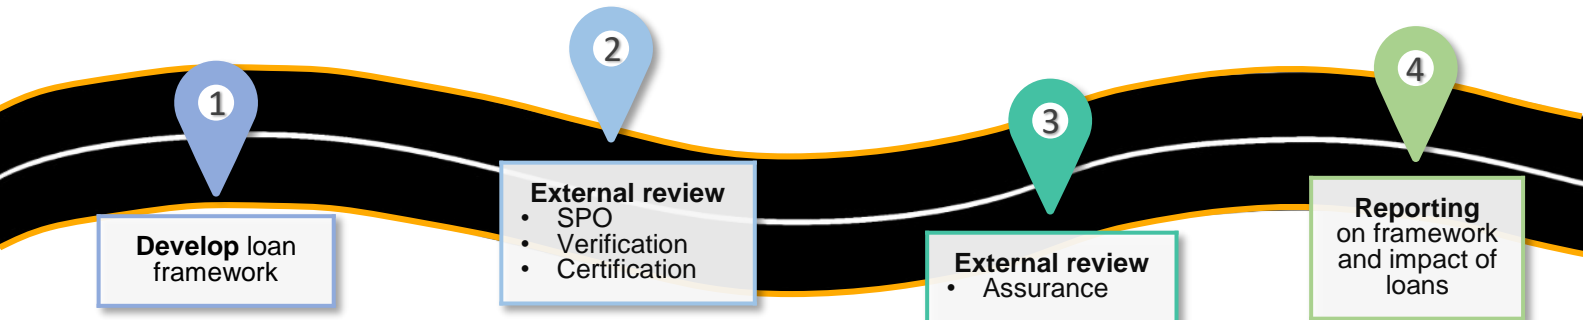 1
Develop loan
framework
2
External review
• SPO
• Verification
• Certification
3
External review
• Assurance
4
Reporting
on framework
and impact of
loans